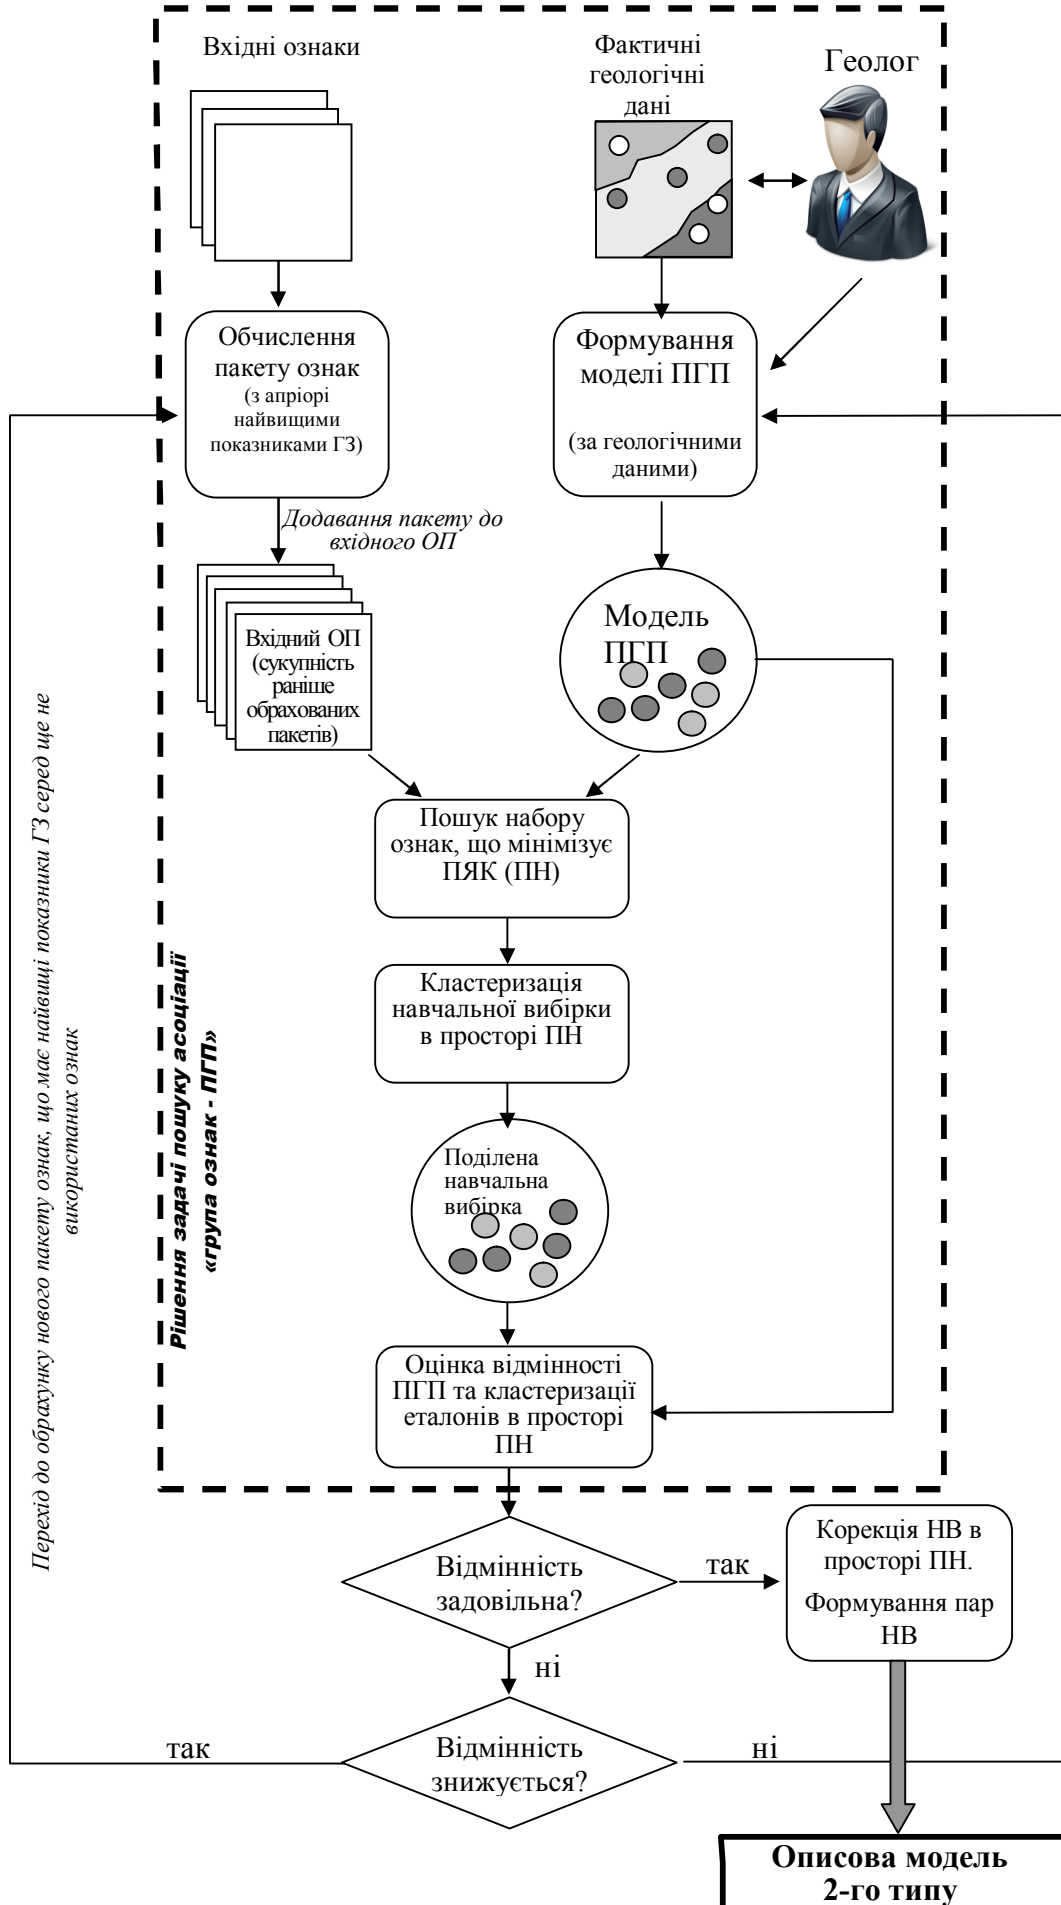 Вхідні ознаки
Фактичні
геологічні
дані
Геолог
Обчислення
пакету ознак
(з апріорі
найвищими
показниками ГЗ)
Формування
моделі ПГП
(за геологічними
даними)
Додавання пакету до
вхідного ОП
Вхідний ОП
(сукупність
раніше
обрахованих
пакетів)
Модель
ПГП
Пошук набору
ознак, що мінімізує
ПЯК (ПН)
Кластеризація
навчальної вибірки
в просторі ПН
Поділена
навчальна
вибірка
Оцінка відмінності
ПГП та кластеризації
еталонів в просторі
ПН
Рішення задачі пошуку асоціації
«група ознак - ПГП»
Перехід до обрахунку нового пакету ознак, що має найвищі показники ГЗ серед ще не
використаних ознак
Відмінність
задовільна?
так
Корекція НВ в
просторі ПН.
Формування пар
НВ
ні
так
Відмінність
знижується?
ні
Описова модель
2-го типу